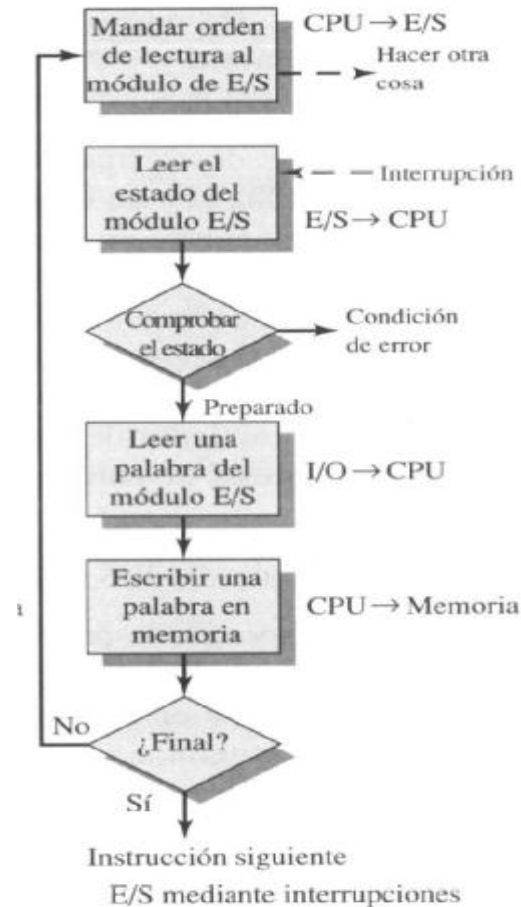 Mandar orden
de lectura al
módulo de E/S
CPU → E/S
Hacer otra
cosa
Leer el
estado del
módulo E/S
Interrupción
E/S → CPU
Comprobar
el estado
Condición
de error
Preparado
Leer una
palabra del
módulo E/S
I/O → CPU
Escribir una
palabra en
memoria
CPU → Memoria
No
¿Final?
Sí
Instrucción siguiente
E/S mediante interrupciones